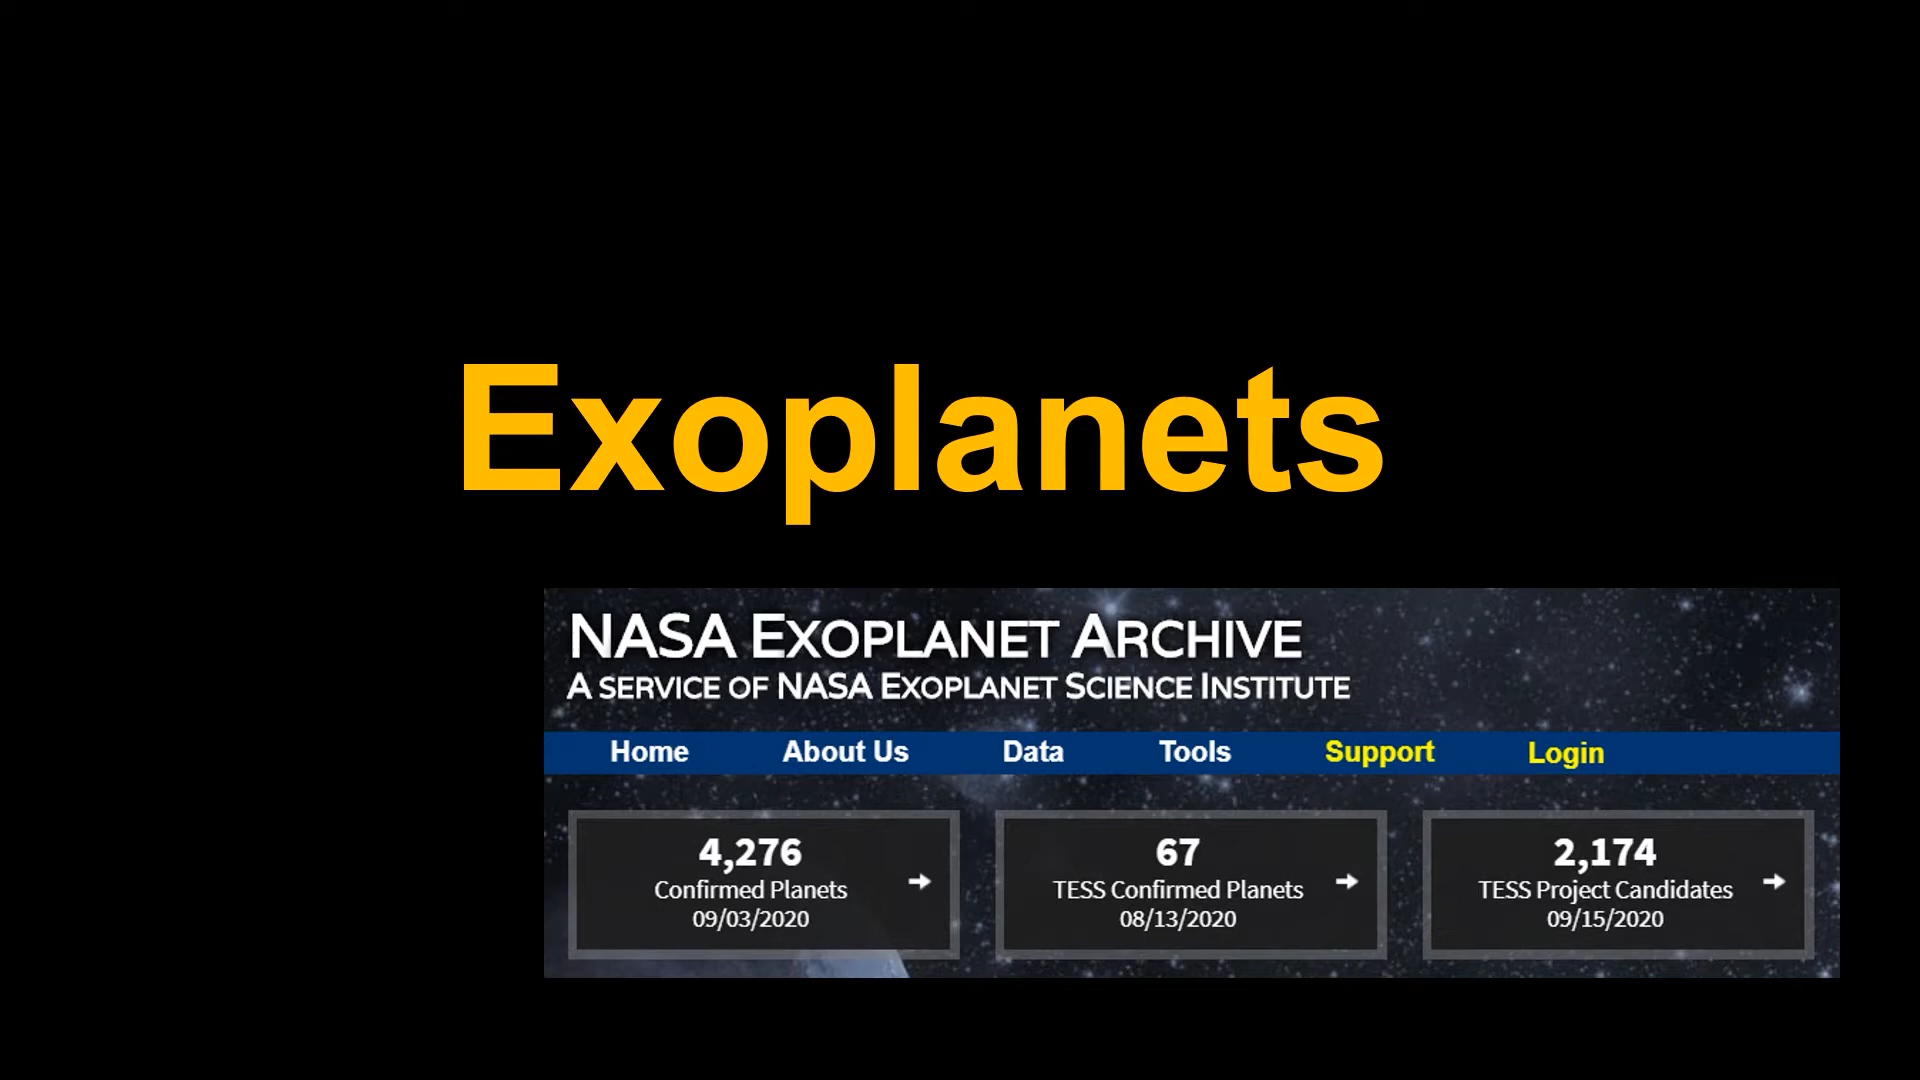 Exoplanets
NASA EXOPLANET ARCHIVE
A SERVICE OF NASA EXOPLANET SCIENCE INSTITUTE
Home About Us Data Tools Support Login
4,276
Confirmed Planets
09/03/2020
67
TESS Confirmed Planets
08/13/2020
2,174
TESS Project Candidates
09/15/2020